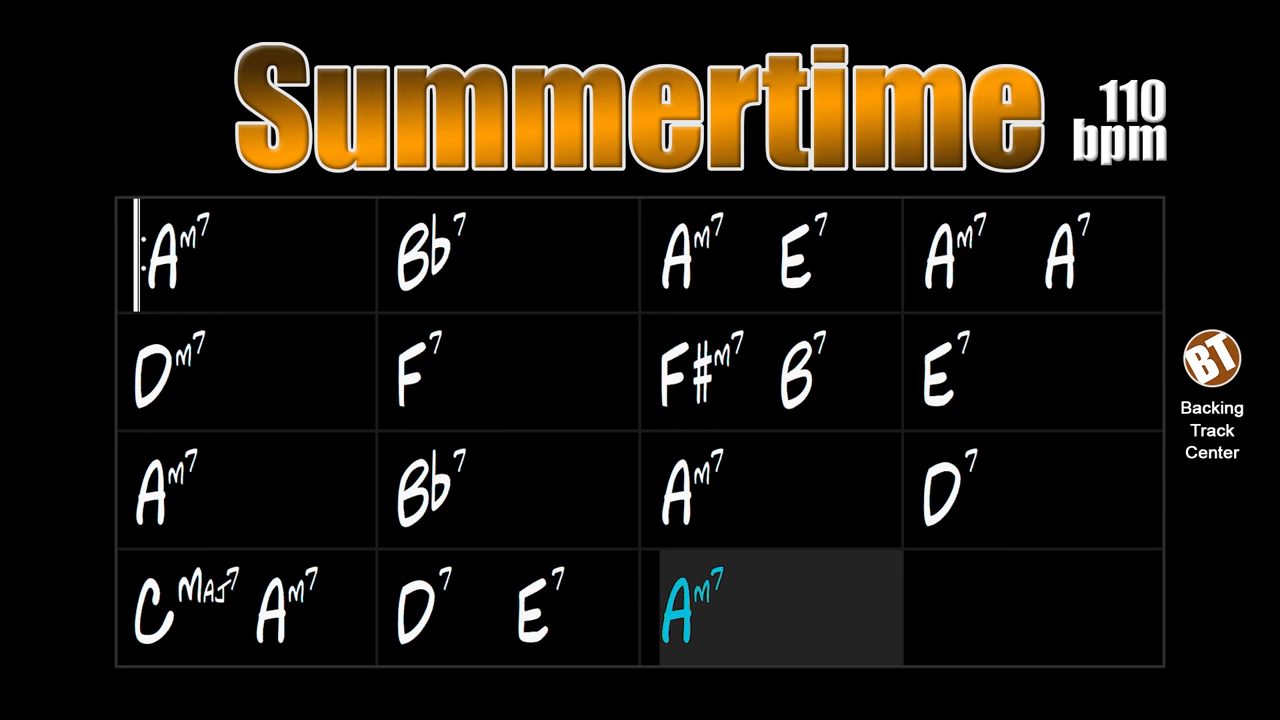 Summertime
110
bpm
Am7 Bb7 Am7 E7 Am7 A7
Dm7 F7 F#m7 B7 E7
Am7 Bb7 Am7 D7
CMaj7 Am7 D7 E7 Am7
BT
Backing
Track
Center